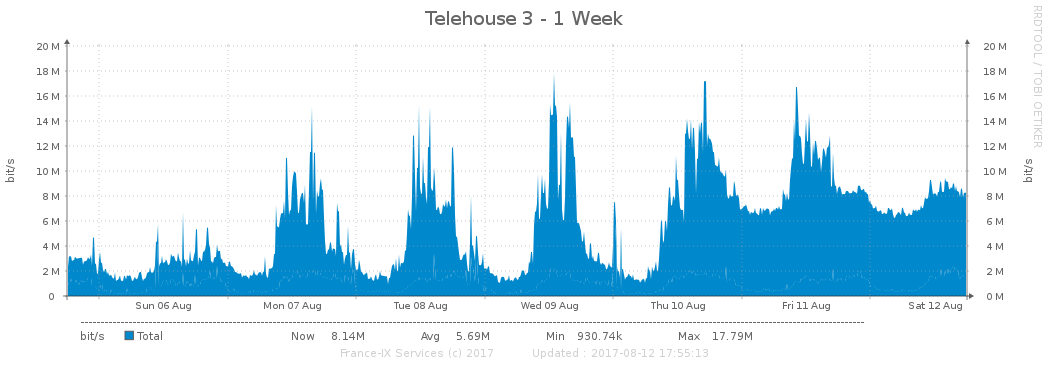 Telehouse 3 - 1 Week
RRDTOOL / TOBI OETIKER
20 M 20 M
18 M 18 M
16 M 16 M
14 M 14 M
12 M 12 M
10 M 10 M
8 M 8 M
6 M 6 M
4 M 4 M
2 M 2 M
0 0 M
bit/s bit/s
Sun 06 Aug Mon 07 Aug Tue 08 Aug Wed 09 Aug Thu 10 Aug Fri 11 Aug Sat 12 Aug
bit/s Total Now 8.14M Avg 5.69M Min 930.74k Max 17.79M
France-IX Services (c) 2017 Updated : 2017-08-12 17:55:13